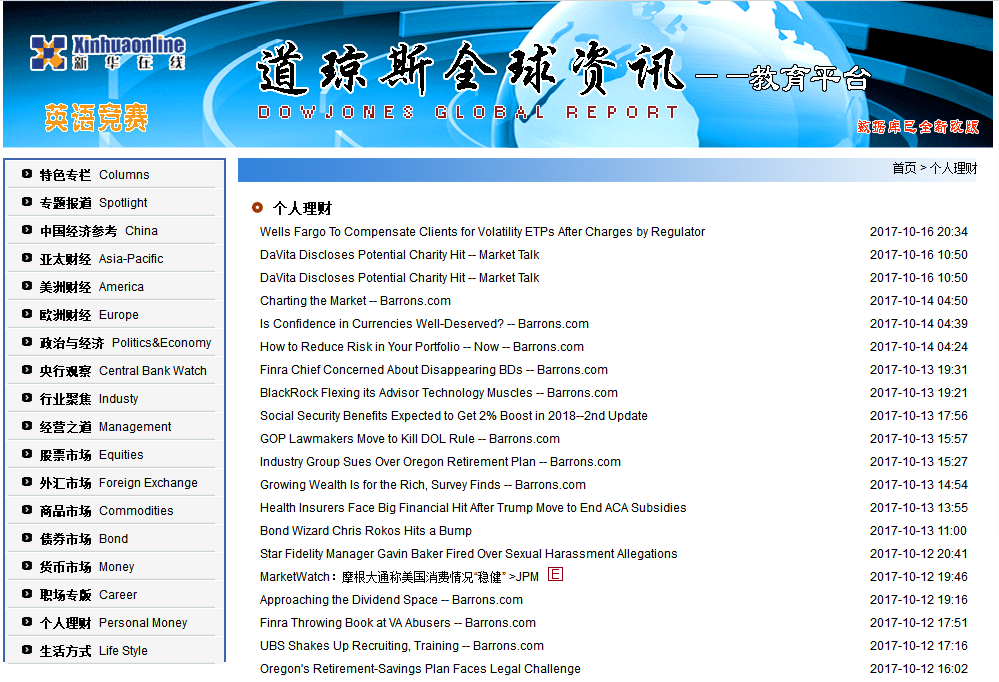 Xinhuaonline
新华在线
道琼斯全球资讯
——教育平台
英语竞赛
DOWJONES GLOBAL REPORT
数据库已全新改版
首页 > 个人理财
特色专栏 Columns
专题报道 Spotlight
中国经济参考 China
亚太财经 Asia-Pacific
美洲财经 America
欧洲财经 Europe
政治与经济 Politics&Economy
央行观察 Central Bank Watch
行业聚焦 Industy
经营之道 Management
股票市场 Equities
外汇市场 Foreign Exchange
商品市场 Commodities
债券市场 Bond
货币市场 Money
职场专版 Career
个人理财 Personal Money
生活方式 Life Style
个人理财
Wells Fargo To Compensate Clients for Volatility ETPs After Charges by Regulator 2017-10-16 20:34
DaVita Discloses Potential Charity Hit -- Market Talk 2017-10-16 10:50
DaVita Discloses Potential Charity Hit -- Market Talk 2017-10-16 10:50
Charting the Market -- Barrons.com 2017-10-14 04:50
Is Confidence in Currencies Well-Deserved? -- Barrons.com 2017-10-14 04:39
How to Reduce Risk in Your Portfolio -- Now -- Barrons.com 2017-10-14 04:24
Finra Chief Concerned About Disappearing BDs -- Barrons.com 2017-10-13 19:31
BlackRock Flexing its Advisor Technology Muscles -- Barrons.com 2017-10-13 19:21
Social Security Benefits Expected to Get 2% Boost in 2018--2nd Update 2017-10-13 17:56
GOP Lawmakers Move to Kill DOL Rule -- Barrons.com 2017-10-13 15:57
Industry Group Sues Over Oregon Retirement Plan -- Barrons.com 2017-10-13 15:27
Growing Wealth Is for the Rich, Survey Finds -- Barrons.com 2017-10-13 14:54
Health Insurers Face Big Financial Hit After Trump Move to End ACA Subsidies 2017-10-13 13:55
Bond Wizard Chris Rokos Hits a Bump 2017-10-13 11:00
Star Fidelity Manager Gavin Baker Fired Over Sexual Harassment Allegations 2017-10-12 20:41
MarketWatch：摩根大通称美国消费情况"稳健" >JPM E 2017-10-12 19:46
Approaching the Dividend Space -- Barrons.com 2017-10-12 19:16
Finra Throwing Book at VA Abusers -- Barrons.com 2017-10-12 17:51
UBS Shakes Up Recruiting, Training -- Barrons.com 2017-10-12 17:16
Oregon's Retirement-Savings Plan Faces Legal Challenge 2017-10-12 16:02